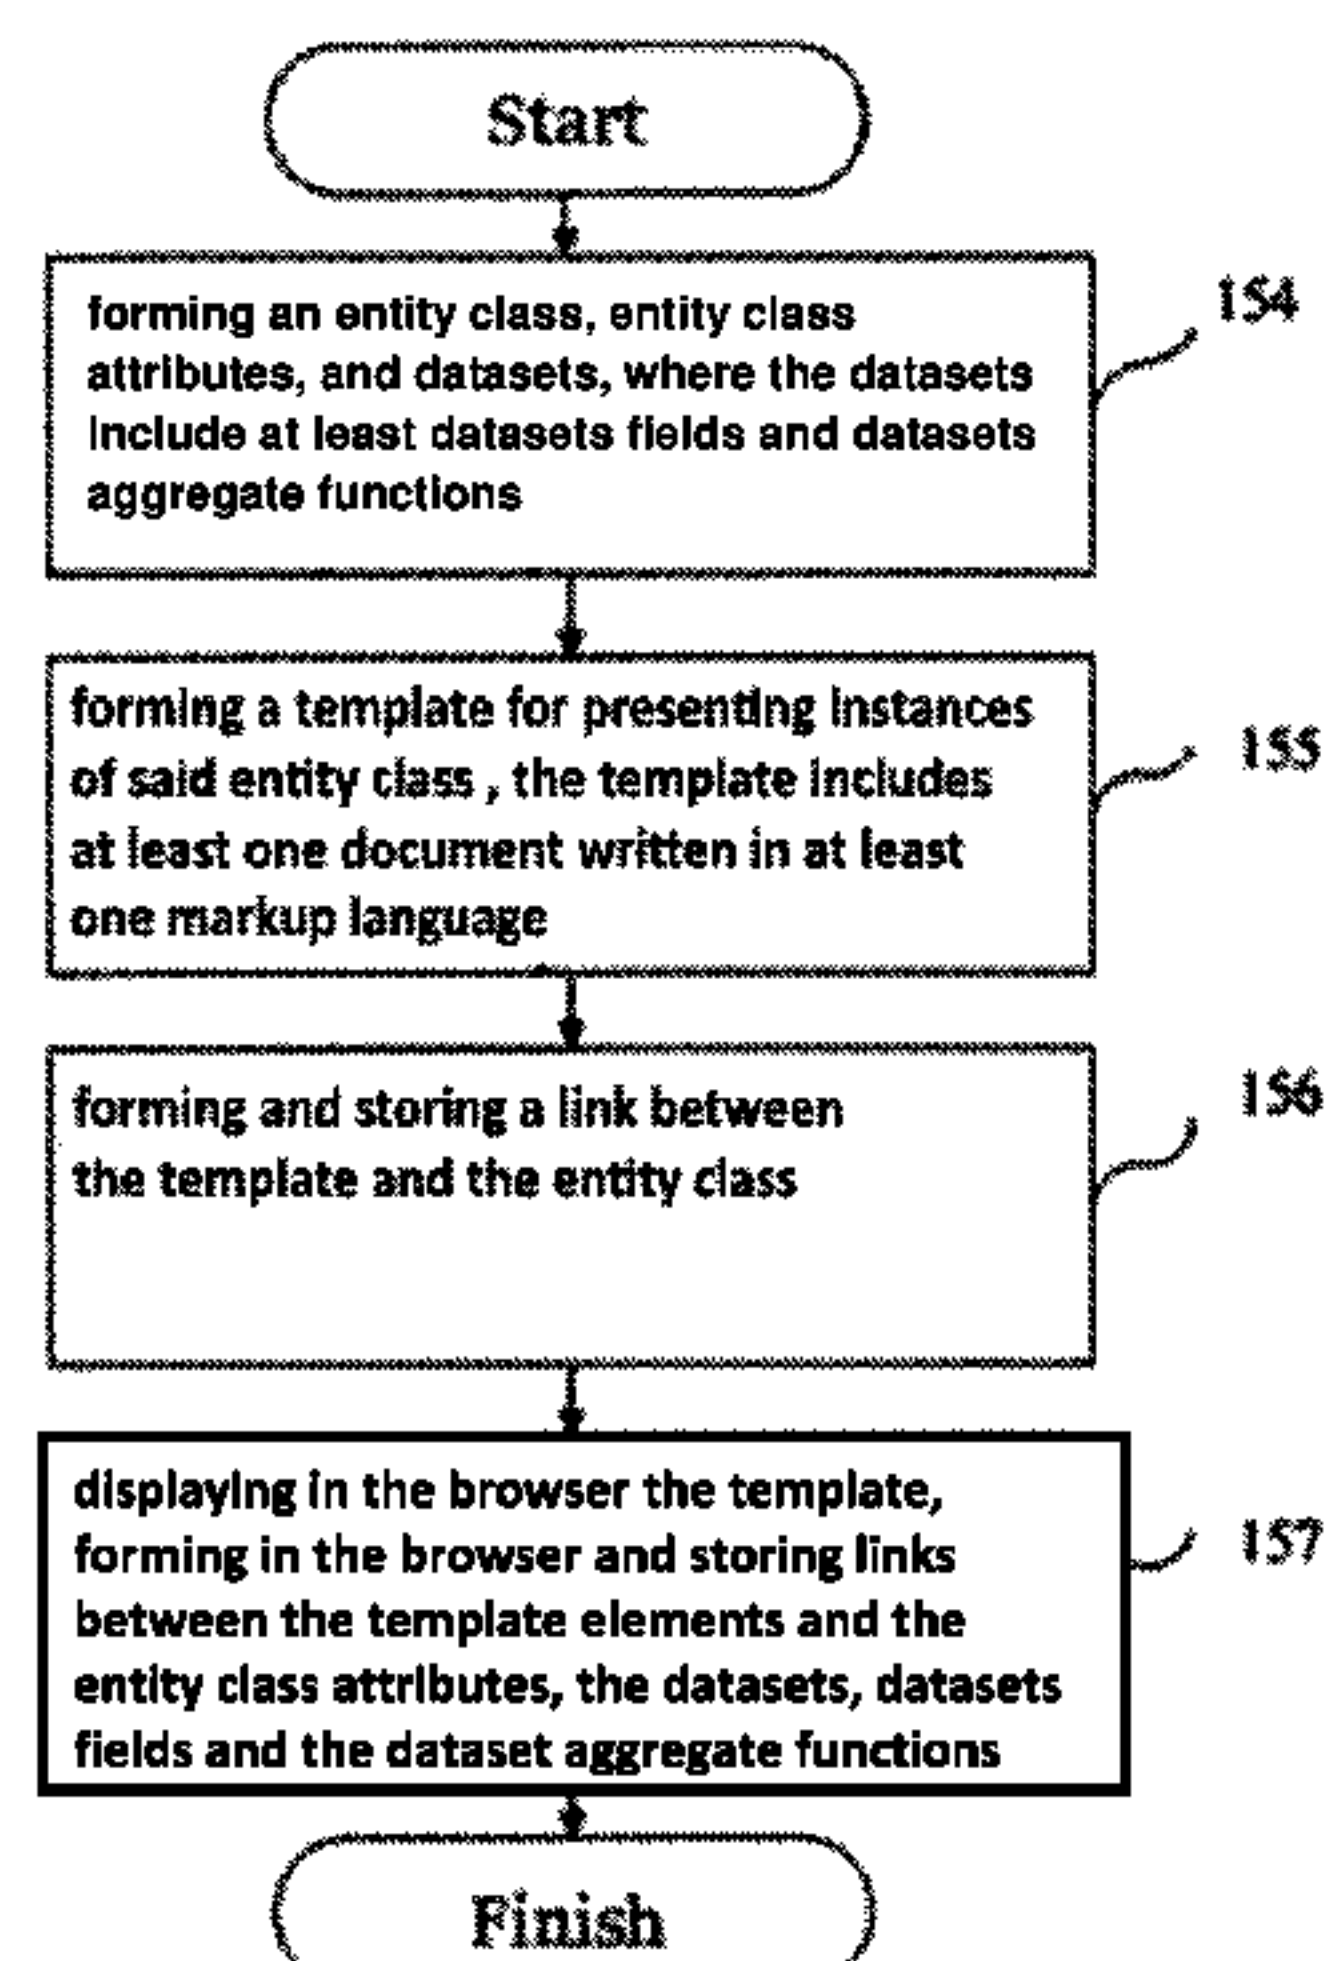 Start
forming an entity class, entity class
154
attributes, and datasets, where the datasets
include at least datasets fields and datasets
aggregate functions
forming a template for presenting instances
155
of said entity class , the template includes
at least one document written in at least
one markup language
forming and storing a link between
156
the template and the entity class
displaying in the browser the template,
157
forming in the browser and storing links
between the template elements and the
entity class attributes, the datasets, datasets
fields and the dataset aggregate functions
Finish